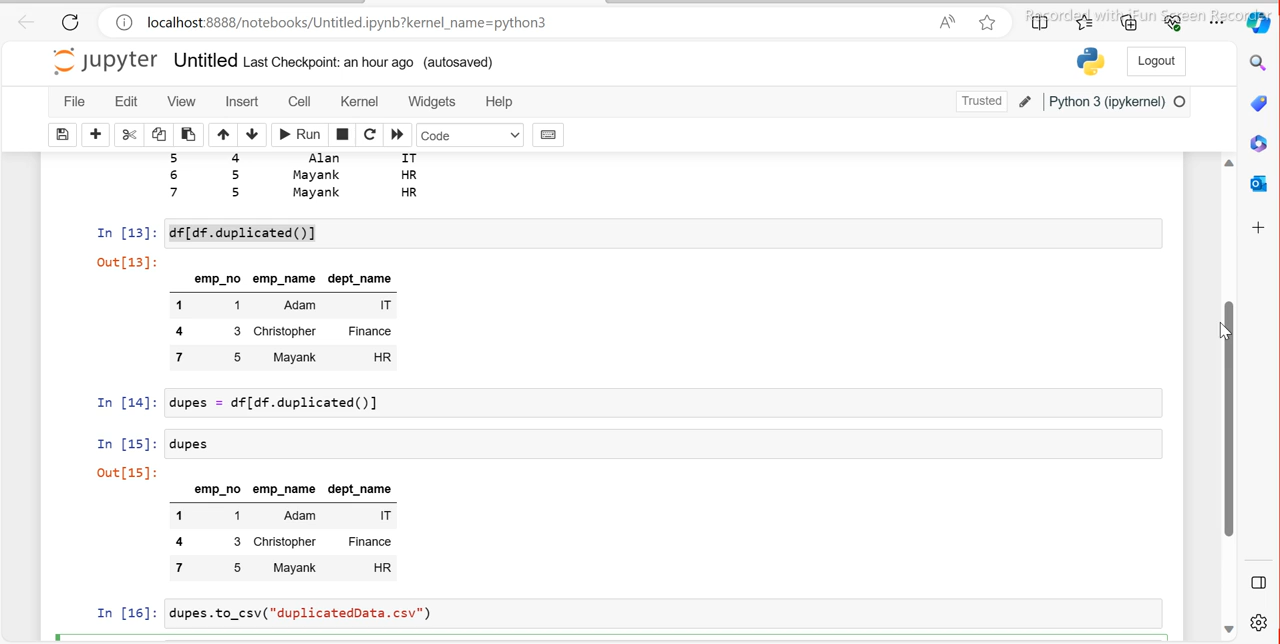 localhost:8888/notebooks/Untitled.ipynb?kernel_name=python3
Recorded with iFun Screen Recorder
jupyter Untitled Last Checkpoint: an hour ago (autosaved)
Logout
File Edit View Insert Cell Kernel Widgets Help
Trusted Python 3 (ipykernel)
Run Code
5 4 Alan IT
6 5 Mayank HR
7 5 Mayank HR
In [13]: df[df.duplicated()]
Out[13]:
emp_no emp_name dept_name
1 1 Adam IT
4 3 Christopher Finance
7 5 Mayank HR
In [14]: dupes = df[df.duplicated()]
In [15]: dupes
Out[15]:
emp_no emp_name dept_name
1 1 Adam IT
4 3 Christopher Finance
7 5 Mayank HR
In [16]: dupes.to_csv("duplicatedData.csv")